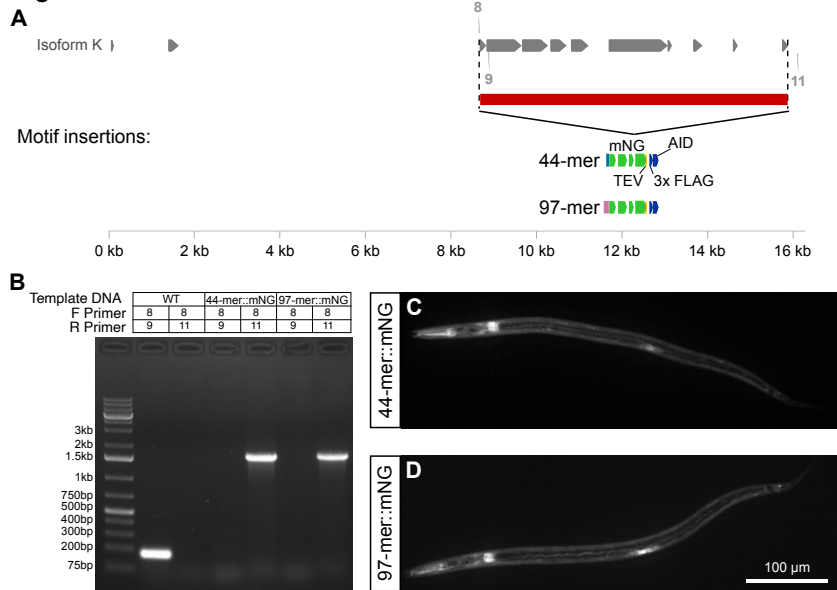 A
8
Isoform K
9
11
Motif insertions:
mNG
AID
44-mer
TEV
3x FLAG
97-mer
0 kb 2 kb 4 kb 6 kb 8 kb 10 kb 12 kb 14 kb 16 kb
B
Template DNA WT 44-mer::mNG 97-mer::mNG
F Primer 8 8 8 8 8 8
R Primer 9 11 9 11 9 11
3kb
2kb
1.5kb
1kb
750bp
500bp
400bp
300bp
200bp
75bp
C
44-mer::mNG
D
97-mer::mNG
100 µm